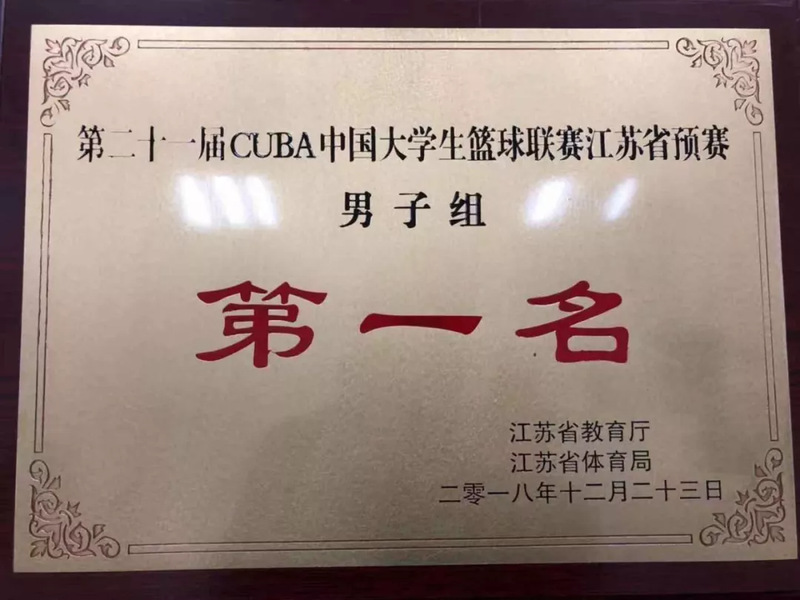 第二十一届CUBA中国大学生篮球联赛江苏省预赛
男子组
第一名
江苏省教育厅
江苏省体育局
二零一八年十二月二十三日